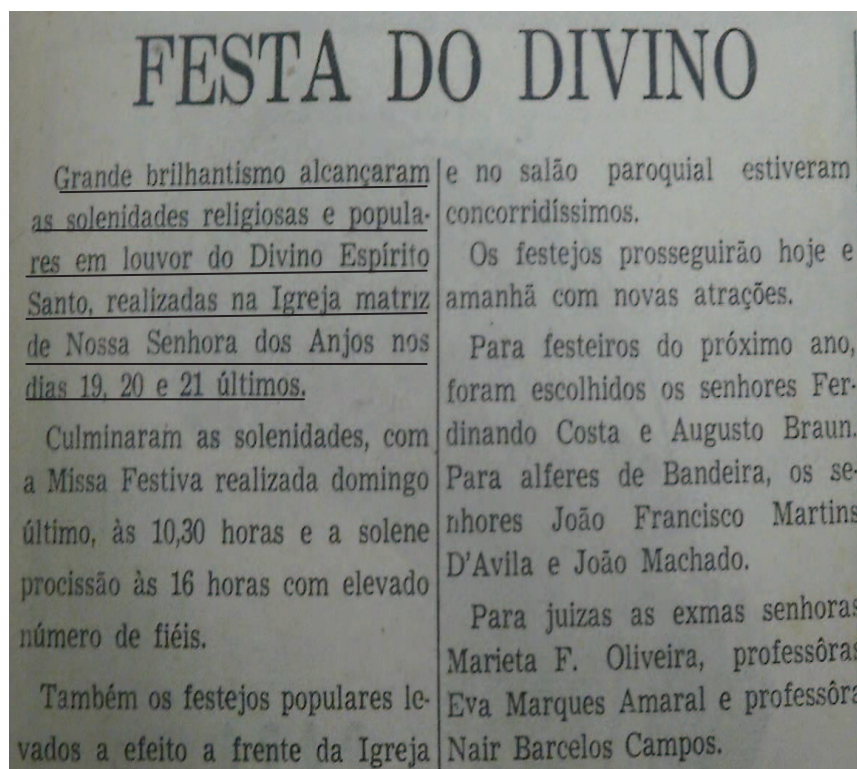 FESTA DO DIVINO
Grande brilhantismo alcançaram
as solenidades religiosas e popula-
res em louvor do Divino Espírito
Santo, realizadas na Igreja matriz
de Nossa Senhora dos Anjos nos
dias 19, 20 e 21 últimos.
Culminaram as solenidades, com
a Missa Festiva realizada domingo
último, às 10,30 horas e a solene
procissão às 16 horas com elevado
número de fiéis.
Também os festejos populares le-
vados a efeito a frente da Igreja
e no salão paroquial estiveram
concorridíssimos.
Os festejos prosseguirão hoje e
amanhã com novas atrações.
Para festeiros do próximo ano,
foram escolhidos os senhores Fer-
dinando Costa e Augusto Braun.
Para alferes de Bandeira, os se-
nhores João Francisco Martins
D'Avila e João Machado.
Para juizas as exmas senhoras
Marieta F. Oliveira, professôras
Eva Marques Amaral e professôra
Nair Barcelos Campos.